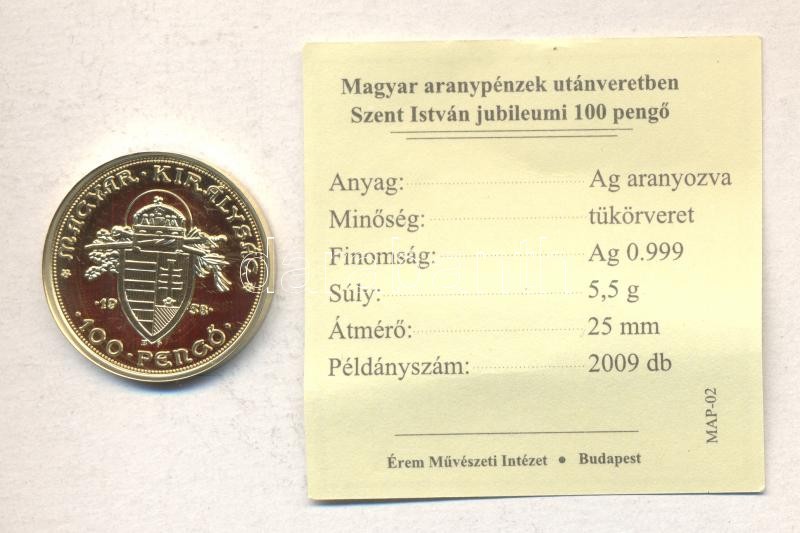 MAGYAR · KIRÁLYSÁG
19 38
100 · PENGŐ
Magyar aranypénzek utánveretben
Szent István jubileumi 100 pengő
Anyag: Ag aranyozva
Minőség: tükörveret
Finomság: Ag 0.999
Súly: 5,5 g
Átmérő: 25 mm
Példányszám: 2009 db
MAP-02
Érem Művészeti Intézet • Budapest